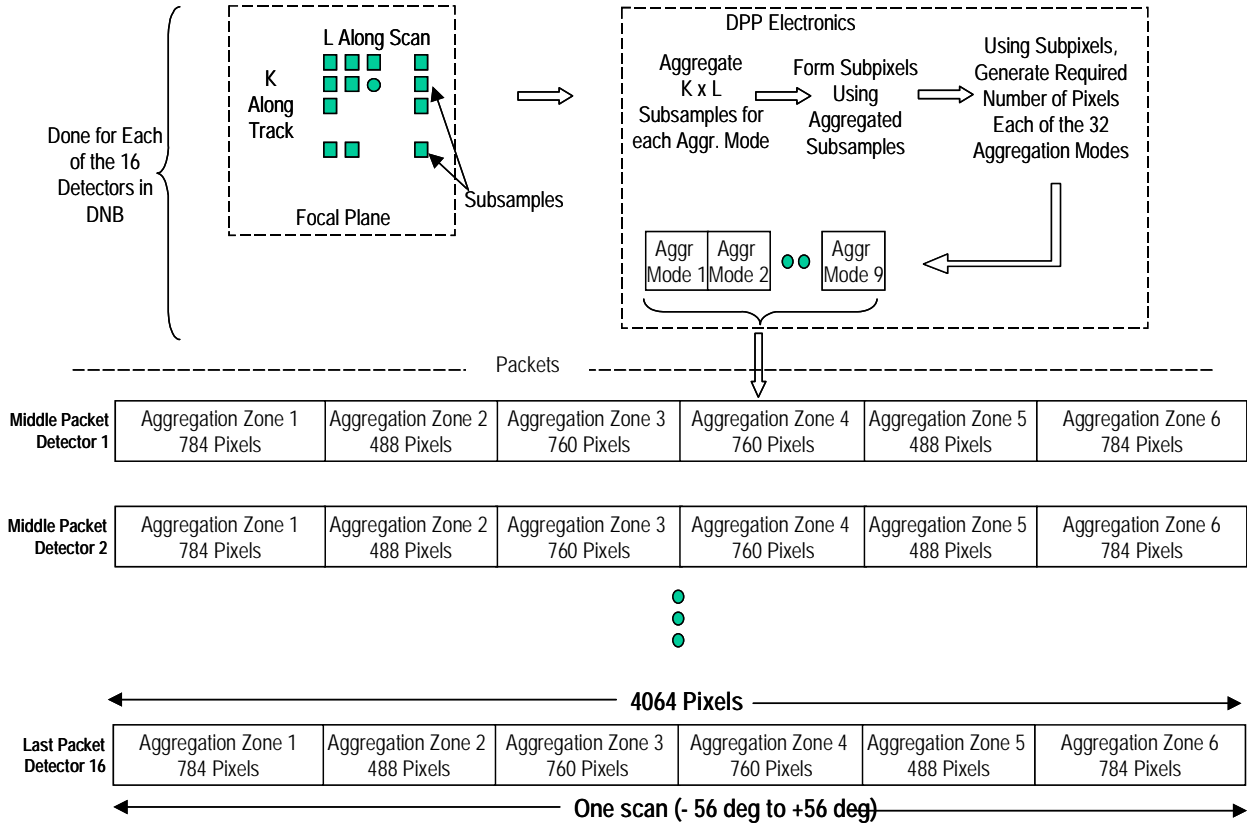 L Along Scan
K
Along
Track
Done for Each
of the 16
Detectors in
DNB
Subsamples
Focal Plane
DPP Electronics
Aggregate
K x L
Subsamples for
each Aggr. Mode
Form Subpixels
Using
Aggregated
Subsamples
Using Subpixels,
Generate Required
Number of Pixels
Each of the 32
Aggregation Modes
Aggr
Mode 1
Aggr
Mode 2
Aggr
Mode 9
Packets
Middle Packet
Detector 1
Aggregation Zone 1
784 Pixels
Aggregation Zone 2
488 Pixels
Aggregation Zone 3
760 Pixels
Aggregation Zone 4
760 Pixels
Aggregation Zone 5
488 Pixels
Aggregation Zone 6
784 Pixels
Middle Packet
Detector 2
Aggregation Zone 1
784 Pixels
Aggregation Zone 2
488 Pixels
Aggregation Zone 3
760 Pixels
Aggregation Zone 4
760 Pixels
Aggregation Zone 5
488 Pixels
Aggregation Zone 6
784 Pixels
4064 Pixels
Last Packet
Detector 16
Aggregation Zone 1
784 Pixels
Aggregation Zone 2
488 Pixels
Aggregation Zone 3
760 Pixels
Aggregation Zone 4
760 Pixels
Aggregation Zone 5
488 Pixels
Aggregation Zone 6
784 Pixels
One scan (- 56 deg to +56 deg)